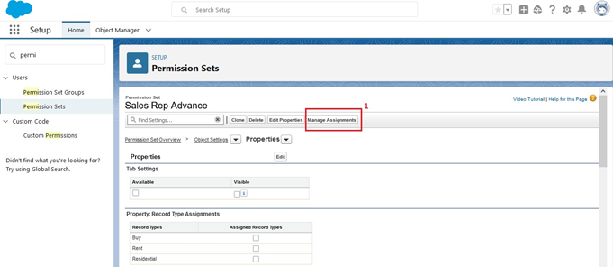 Search Setup
Setup Home Object Manager
permi
Users
Permission Set Groups
Permission Sets
Custom Code
Custom Permissions
Didn't find what you're looking for?
Try using Global Search.
SETUP
Permission Sets
Permission Set
Sales Rep Advance
1
Video Tutorial | Help for this Page
Find Settings...
Clone Delete Edit Properties Manage Assignments
Permission Set Overview > Object Settings Properties
Properties Edit
Tab Settings
Available Visible
Property: Record Type Assignments
Record Types Assigned Record Types
Buy
Rent
Residential